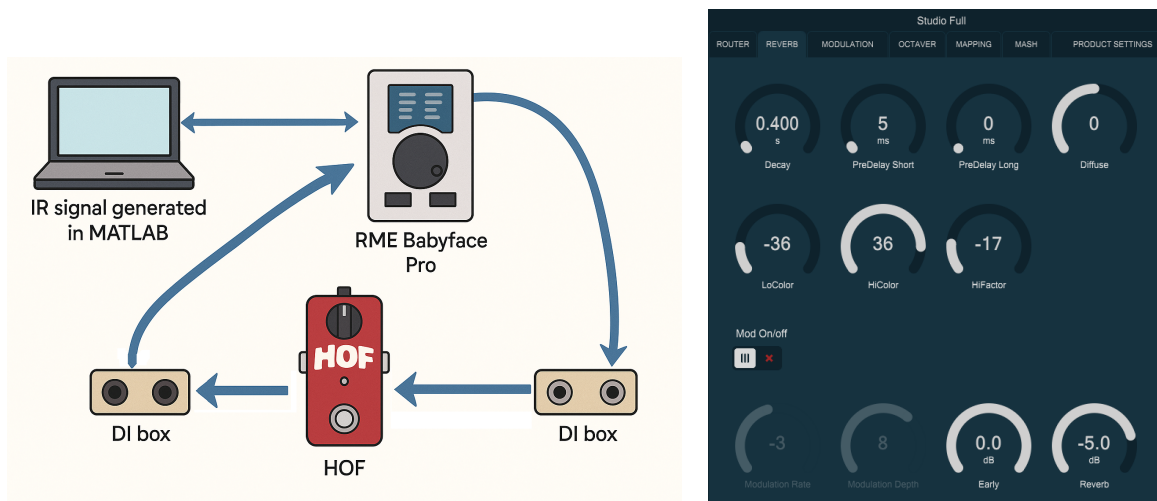 IR signal generated
in MATLAB
RME Babyface
Pro
HOF
DI box
HOF
DI box
Studio Full
ROUTER REVERB MODULATION OCTAVER MAPPING MASH PRODUCT SETTINGS
0.400 5 0 0
s ms ms
Decay PreDelay Short PreDelay Long Diffuse
-36 36 -17
LoColor HiColor HiFactor
Mod On/off
-3 8 0.0 -5.0
dB dB
Modulation Rate Modulation Depth Early Reverb